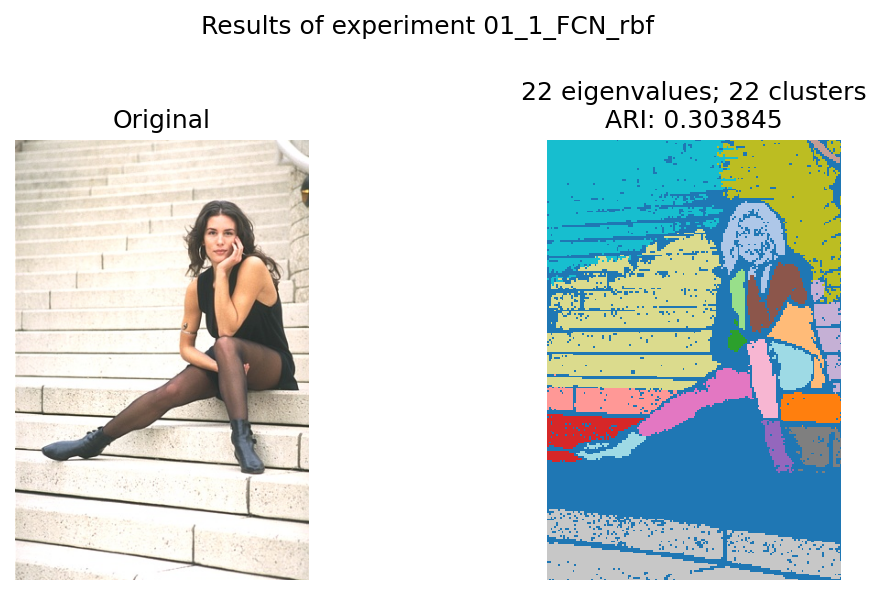 Results of experiment 01_1_FCN_rbf
Original
22 eigenvalues; 22 clusters
ARI: 0.303845